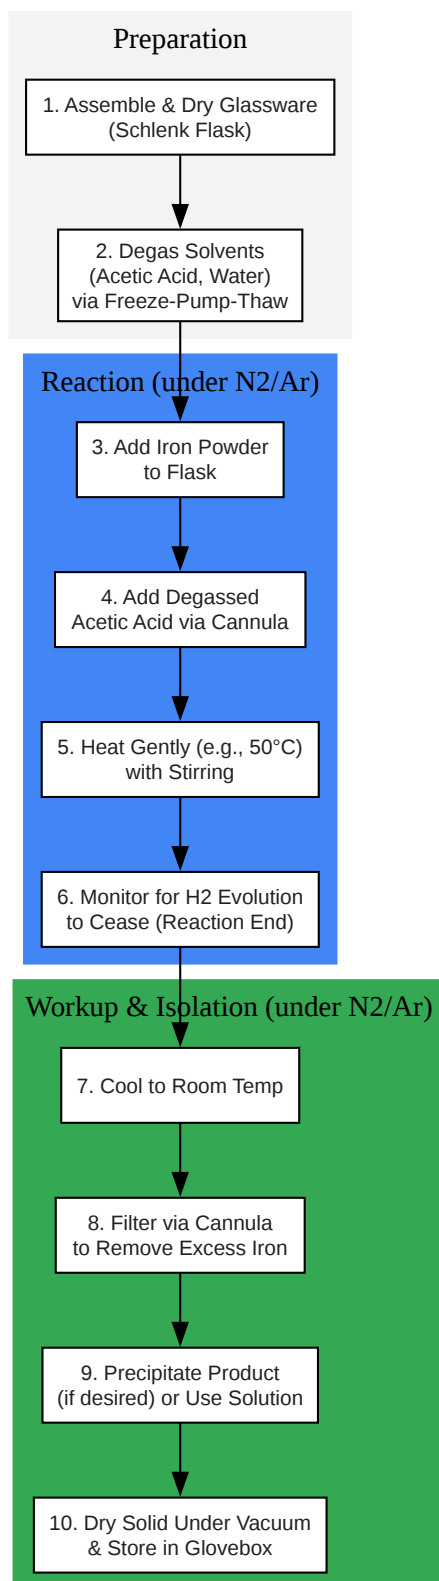 Preparation
1. Assemble & Dry Glassware
(Schlenk Flask)
2. Degas Solvents
(Acetic Acid, Water)
via Freeze-Pump-Thaw
Reaction (under N2/Ar)
3. Add Iron Powder
to Flask
4. Add Degassed
Acetic Acid via Cannula
5. Heat Gently (e.g., 50°C)
with Stirring
6. Monitor for H2 Evolution
to Cease (Reaction End)
Workup & Isolation (under N2/Ar)
7. Cool to Room Temp
8. Filter via Cannula
to Remove Excess Iron
9. Precipitate Product
(if desired) or Use Solution
10. Dry Solid Under Vacuum
& Store in Glovebox